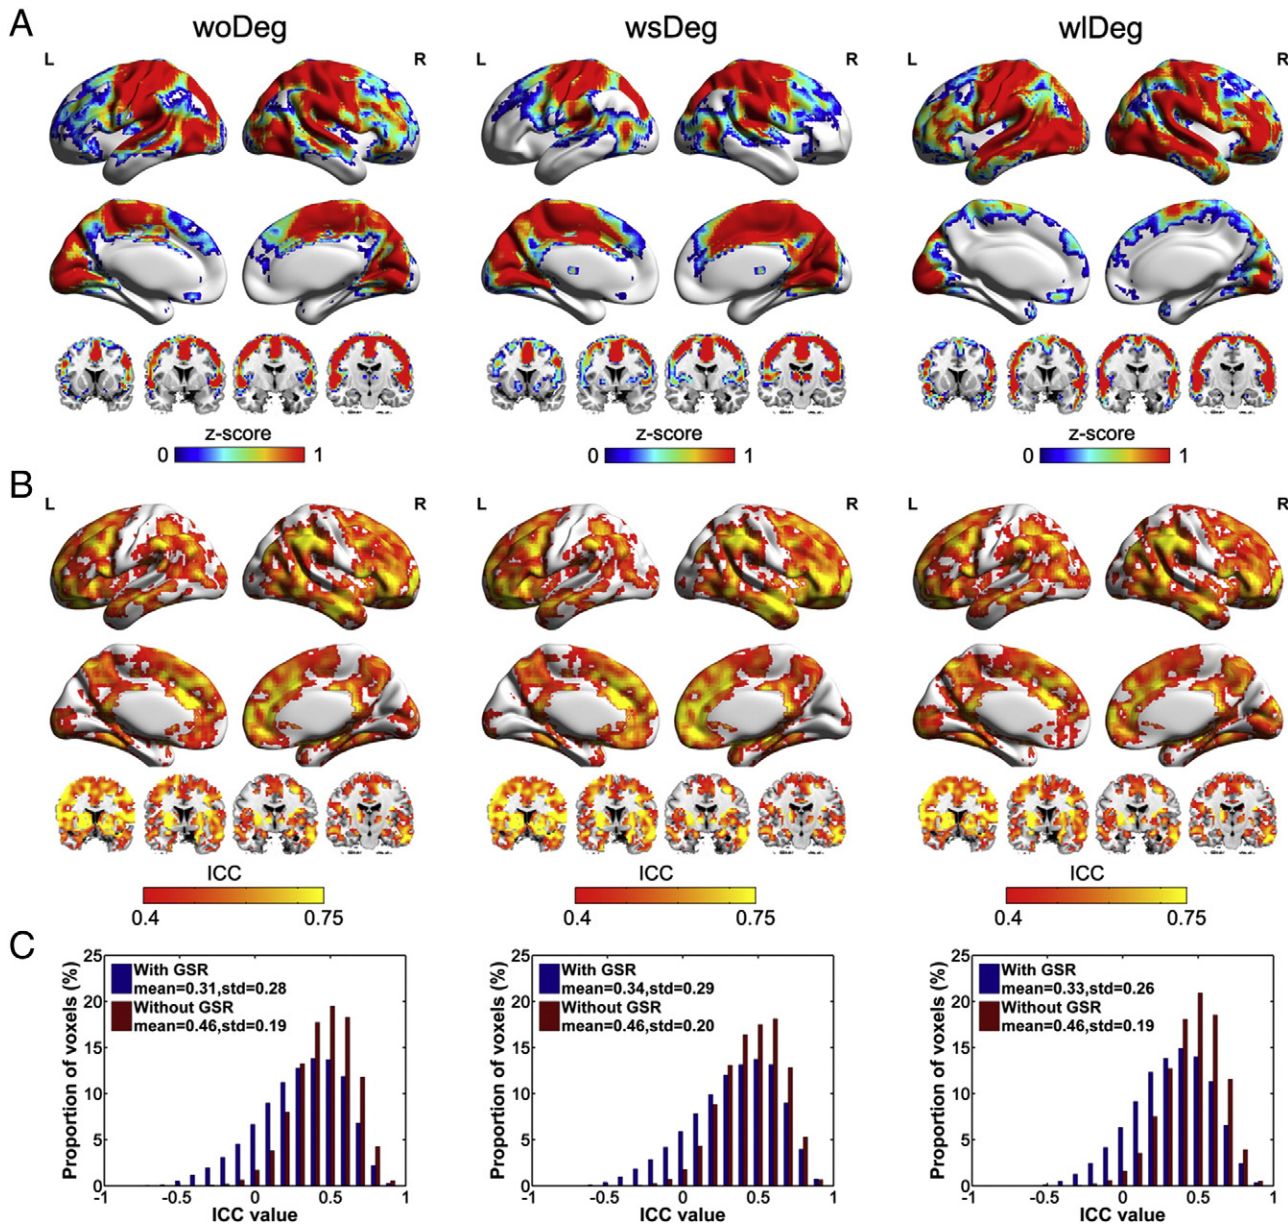 A
woDeg
wsDeg
wlDeg
L
R
L
R
L
R
z-score
0
1
z-score
0
1
z-score
0
1
B
L
R
L
R
L
R
ICC
0.4
0.75
ICC
0.4
0.75
ICC
0.4
0.75
C
Proportion of voxels (%)
25
20
15
10
5
0
With GSR
mean=0.31,std=0.28
Without GSR
mean=0.46,std=0.19
-1
-0.5
0
0.5
1
ICC value
Proportion of voxels (%)
25
20
15
10
5
0
With GSR
mean=0.34,std=0.29
Without GSR
mean=0.46,std=0.20
-1
-0.5
0
0.5
1
ICC value
Proportion of voxels (%)
25
20
15
10
5
0
With GSR
mean=0.33,std=0.26
Without GSR
mean=0.46,std=0.19
-1
-0.5
0
0.5
1
ICC value